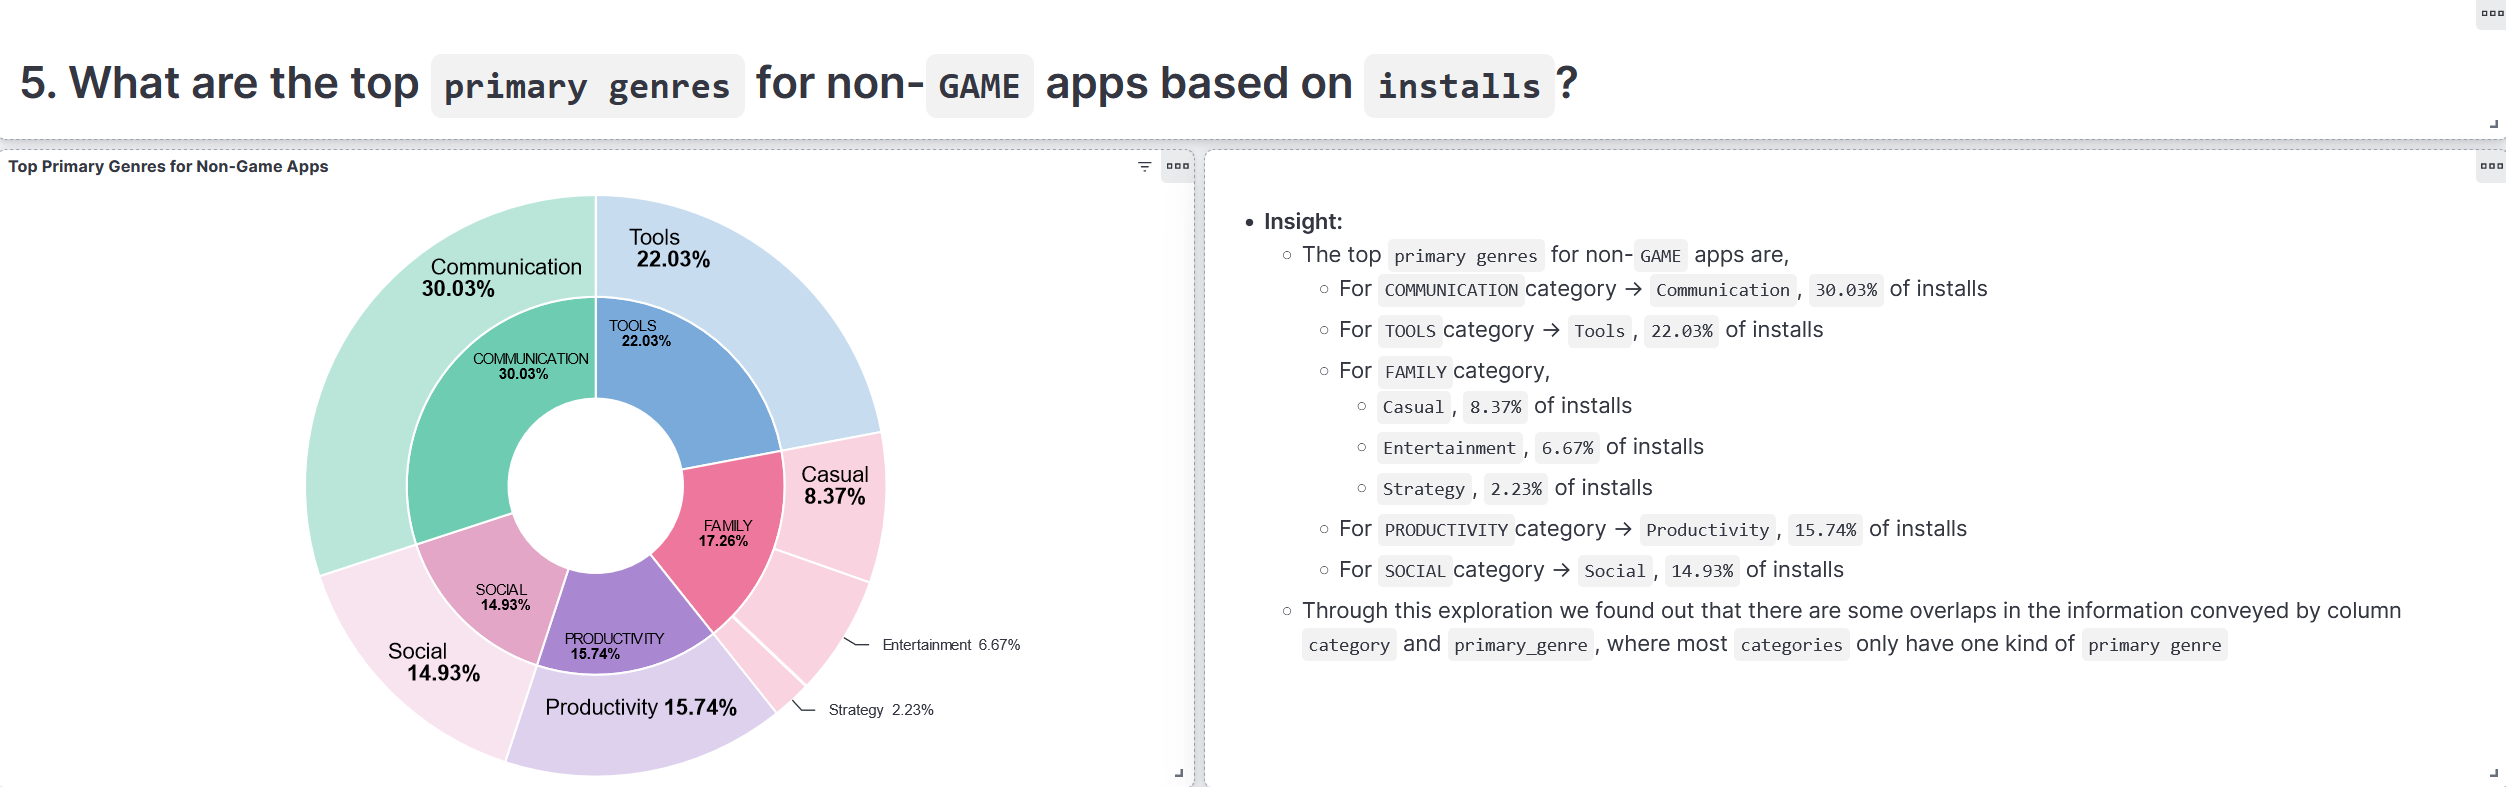 5. What are the top primary genres for non-GAME apps based on installs?
Top Primary Genres for Non-Game Apps
Tools
22.03%
Communication
30.03%
TOOLS
22.03%
COMMUNICATION
30.03%
Casual
8.37%
FAMILY
17.26%
SOCIAL
14.93%
PRODUCTIVITY
15.74%
Entertainment 6.67%
Social
14.93%
Productivity 15.74%
Strategy 2.23%
• Insight:
○ The top primary genres for non-GAME apps are,
○ For COMMUNICATION category → Communication, 30.03% of installs
○ For TOOLS category → Tools, 22.03% of installs
○ For FAMILY category,
○ Casual, 8.37% of installs
○ Entertainment, 6.67% of installs
○ Strategy, 2.23% of installs
○ For PRODUCTIVITY category → Productivity, 15.74% of installs
○ For SOCIAL category → Social, 14.93% of installs
○ Through this exploration we found out that there are some overlaps in the information conveyed by column
category and primary_genre, where most categories only have one kind of primary genre